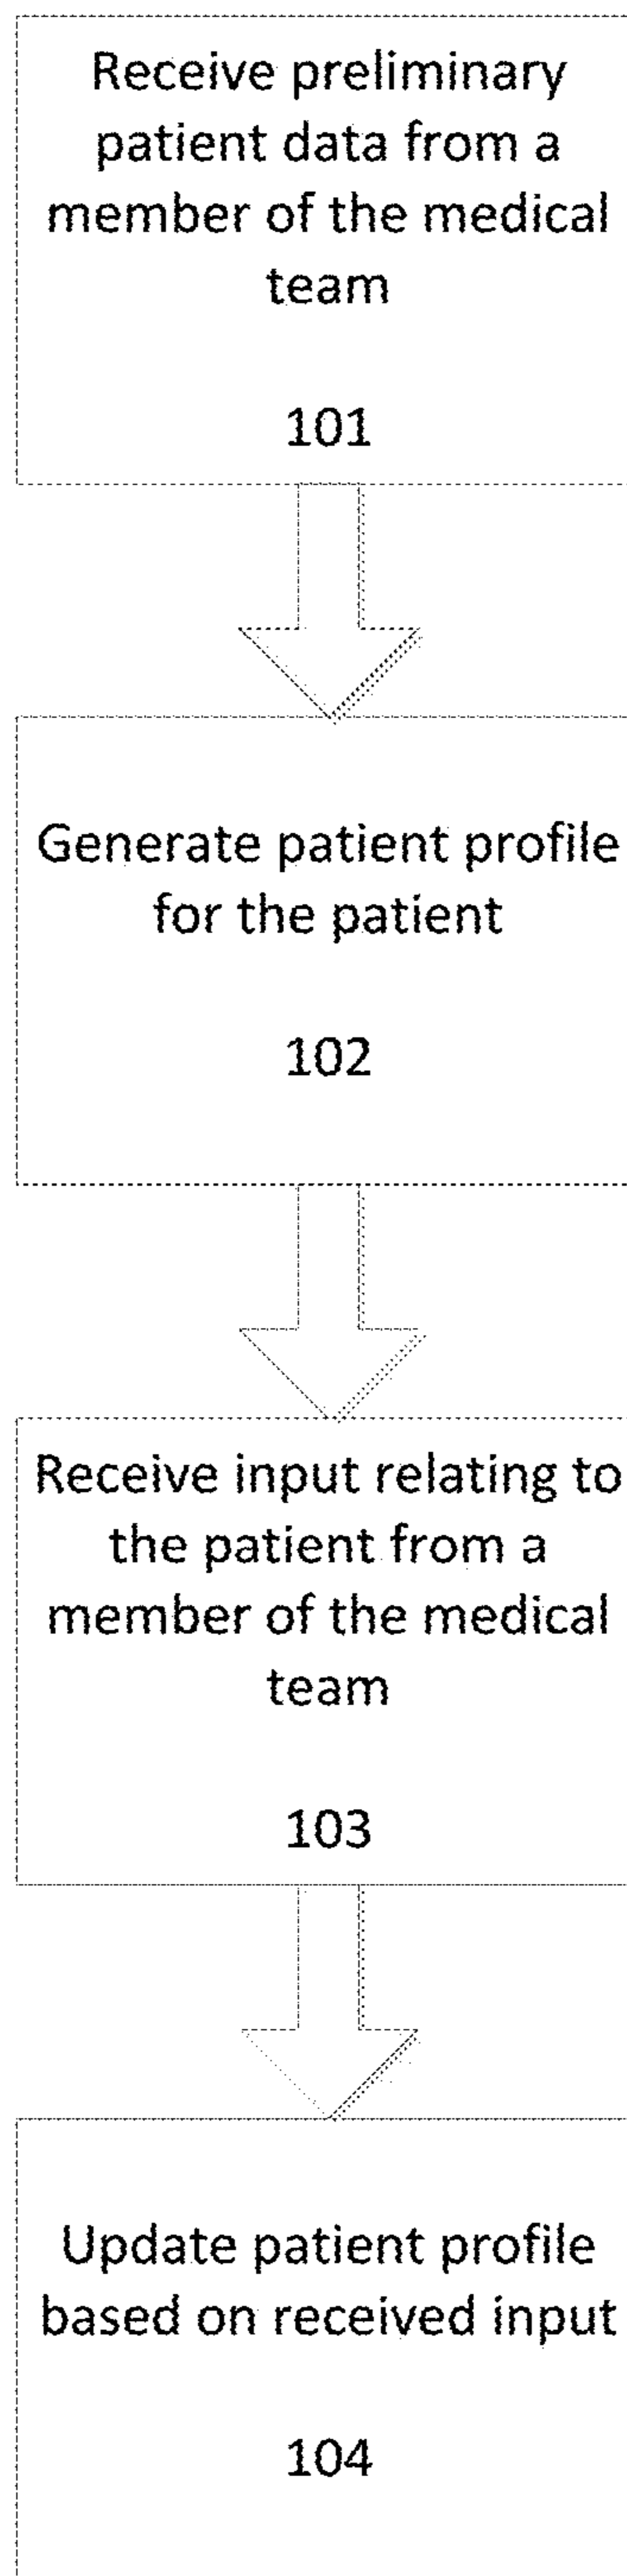 Receive preliminary
patient data from a
member of the medical
team
101
Generate patient profile
for the patient
102
Receive input relating to
the patient from a
member of the medical
team
103
Update patient profile
based on received input
104